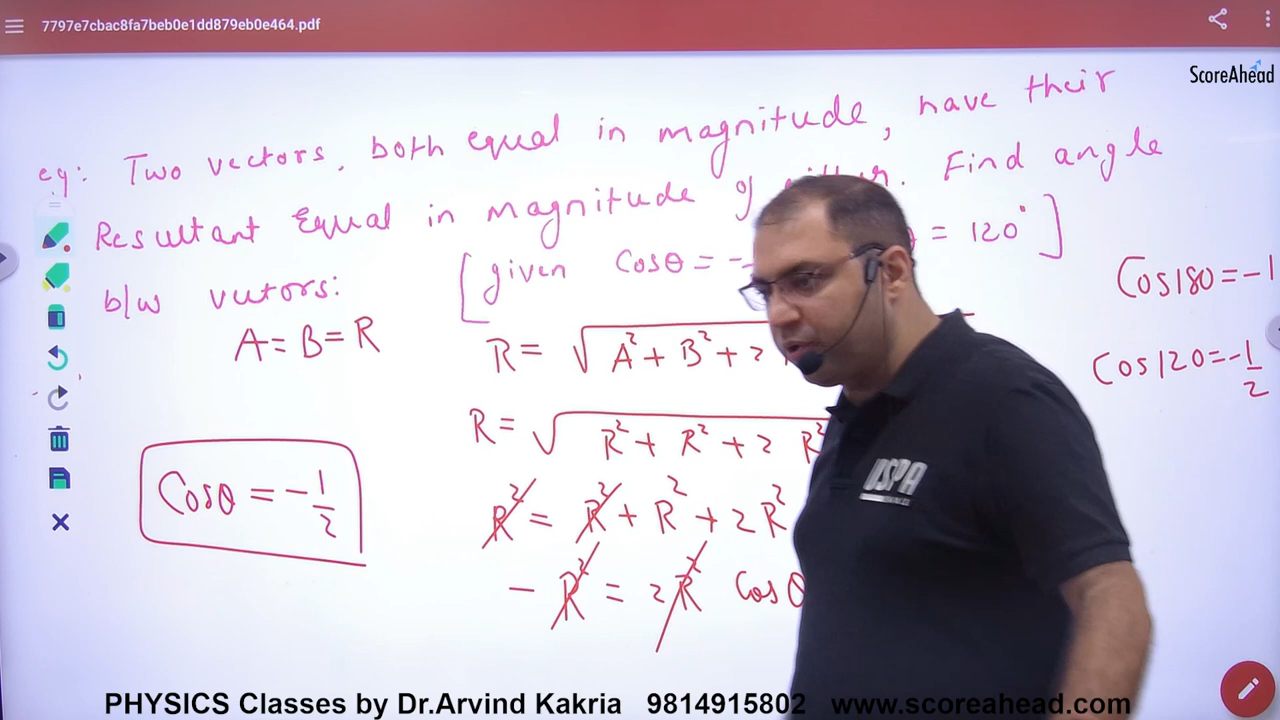 7797e7cbac8fa7beb0e1dd879eb0e464.pdf
ScoreAhead
eg: Two vectors, both equal in magnitude, have their
Resultant Equal in magnitude of either. Find angle
b/w vectors: [given Cosθ = - = 120° ]
A = B = R
R = √ A² + B² + 2
R = √ R² + R² + 2 R²
R² = R² + R² + 2R²
- R² = 2R² Cosθ
Cosθ = -1/2
Cos180 = -1
Cos120 = -1/2
USPA
PHYSICS Classes by Dr.Arvind Kakria 9814915802 www.scoreahead.com